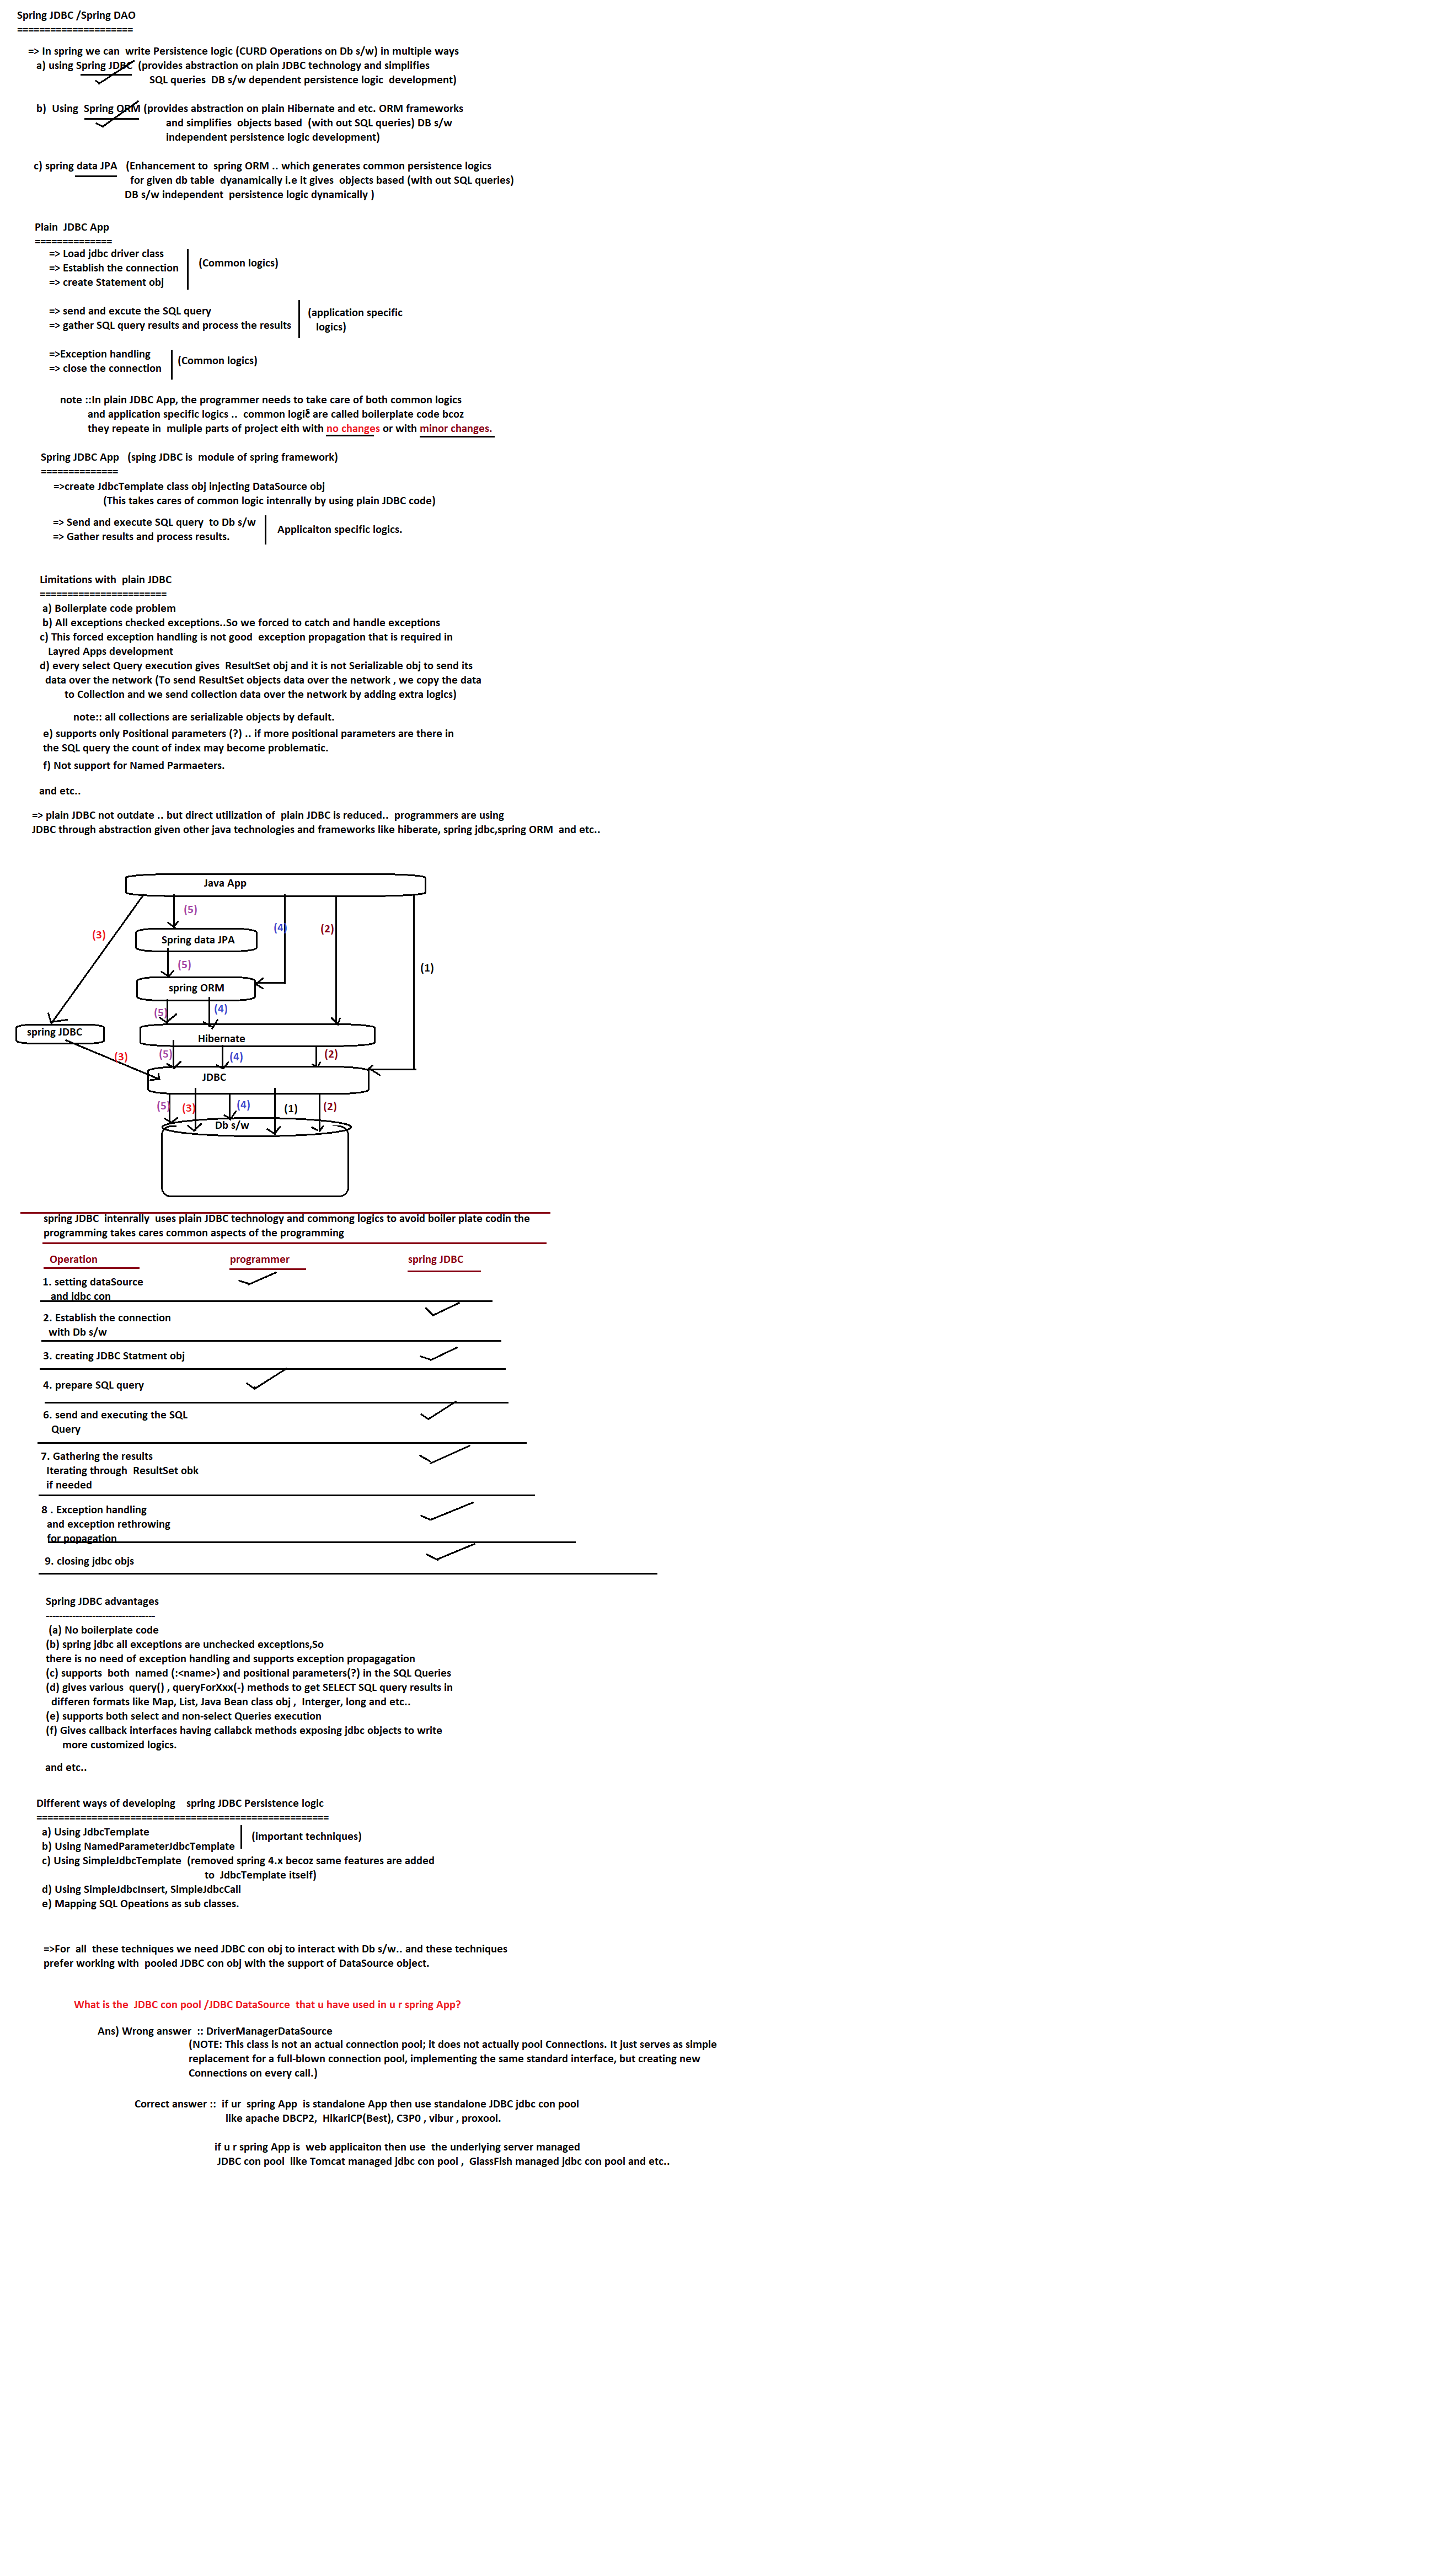 Spring JDBC /Spring DAO
=====================
=> In spring we can write Persistence logic (CURD Operations on Db s/w) in multiple ways
a) using Spring JDBC (provides abstraction on plain JDBC technology and simplifies
SQL queries DB s/w dependent persistence logic development)
b) Using Spring ORM (provides abstraction on plain Hibernate and etc. ORM frameworks
and simplifies objects based (with out SQL queries) DB s/w
independent persistence logic development)
c) spring data JPA (Enhancement to spring ORM .. which generates common persistence logics
for given db table dyanamically i.e it gives objects based (with out SQL queries)
DB s/w independent persistence logic dynamically )
Plain JDBC App
==============
=> Load jdbc driver class
=> Establish the connection (Common logics)
=> create Statement obj
=> send and excute the SQL query (application specific
=> gather SQL query results and process the results logics)
=>Exception handling (Common logics)
=> close the connection
note ::In plain JDBC App, the programmer needs to take care of both common logics
and application specific logics .. common logic are called boilerplate code bcoz
they repeate in muliple parts of project eith with no changes or with minor changes.
Spring JDBC App (sping JDBC is module of spring framework)
==============
=>create JdbcTemplate class obj injecting DataSource obj
(This takes cares of common logic intenrally by using plain JDBC code)
=> Send and execute SQL query to Db s/w Applicaiton specific logics.
=> Gather results and process results.
Limitations with plain JDBC
=======================
a) Boilerplate code problem
b) All exceptions checked exceptions..So we forced to catch and handle exceptions
c) This forced exception handling is not good exception propagation that is required in
Layred Apps development
d) every select Query execution gives ResultSet obj and it is not Serializable obj to send its
data over the network (To send ResultSet objects data over the network , we copy the data
to Collection and we send collection data over the network by adding extra logics)
note:: all collections are serializable objects by default.
e) supports only Positional parameters (?) .. if more positional parameters are there in
the SQL query the count of index may become problematic.
f) Not support for Named Parmaeters.
and etc..
=> plain JDBC not outdate .. but direct utilization of plain JDBC is reduced.. programmers are using
JDBC through abstraction given other java technologies and frameworks like hiberate, spring jdbc,spring ORM and etc..
Java App
(5)
(3) (4) (2)
Spring data JPA
(5) (1)
spring ORM
(5) (4)
spring JDBC Hibernate
(3) (5) (4) (2)
JDBC
(5) (3) (4) (1) (2)
Db s/w
spring JDBC intenrally uses plain JDBC technology and commong logics to avoid boiler plate codin the
programming takes cares common aspects of the programming
Operation programmer spring JDBC
1. setting dataSource
and jdbc con
2. Establish the connection
with Db s/w
3. creating JDBC Statment obj
4. prepare SQL query
6. send and executing the SQL
Query
7. Gathering the results
Iterating through ResultSet obk
if needed
8 . Exception handling
and exception rethrowing
for popagation
9. closing jdbc objs
Spring JDBC advantages
---------------------------------
(a) No boilerplate code
(b) spring jdbc all exceptions are unchecked exceptions,So
there is no need of exception handling and supports exception propagagation
(c) supports both named (:<name>) and positional parameters(?) in the SQL Queries
(d) gives various query() , queryForXxx(-) methods to get SELECT SQL query results in
differen formats like Map, List, Java Bean class obj , Interger, long and etc..
(e) supports both select and non-select Queries execution
(f) Gives callback interfaces having callabck methods exposing jdbc objects to write
more customized logics.
and etc..
Different ways of developing spring JDBC Persistence logic
=====================================================
a) Using JdbcTemplate (important techniques)
b) Using NamedParameterJdbcTemplate
c) Using SimpleJdbcTemplate (removed spring 4.x becoz same features are added
to JdbcTemplate itself)
d) Using SimpleJdbcInsert, SimpleJdbcCall
e) Mapping SQL Opeations as sub classes.
=>For all these techniques we need JDBC con obj to interact with Db s/w.. and these techniques
prefer working with pooled JDBC con obj with the support of DataSource object.
What is the JDBC con pool /JDBC DataSource that u have used in u r spring App?
Ans) Wrong answer :: DriverManagerDataSource
(NOTE: This class is not an actual connection pool; it does not actually pool Connections. It just serves as simple
replacement for a full-blown connection pool, implementing the same standard interface, but creating new
Connections on every call.)
Correct answer :: if ur spring App is standalone App then use standalone JDBC jdbc con pool
like apache DBCP2, HikariCP(Best), C3P0 , vibur , proxool.
if u r spring App is web applicaiton then use the underlying server managed
JDBC con pool like Tomcat managed jdbc con pool , GlassFish managed jdbc con pool and etc..